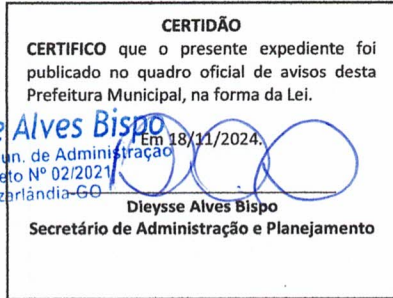 CERTIDÃO
CERTIFICO que o presente expediente foi
publicado no quadro oficial de avisos desta
Prefeitura Municipal, na forma da Lei.
Alves Bispo
Em 18/11/2024.
un. de Administração
eto Nº 02/2021
zarlândia-GO
Dieysse Alves Bispo
Secretário de Administração e Planejamento